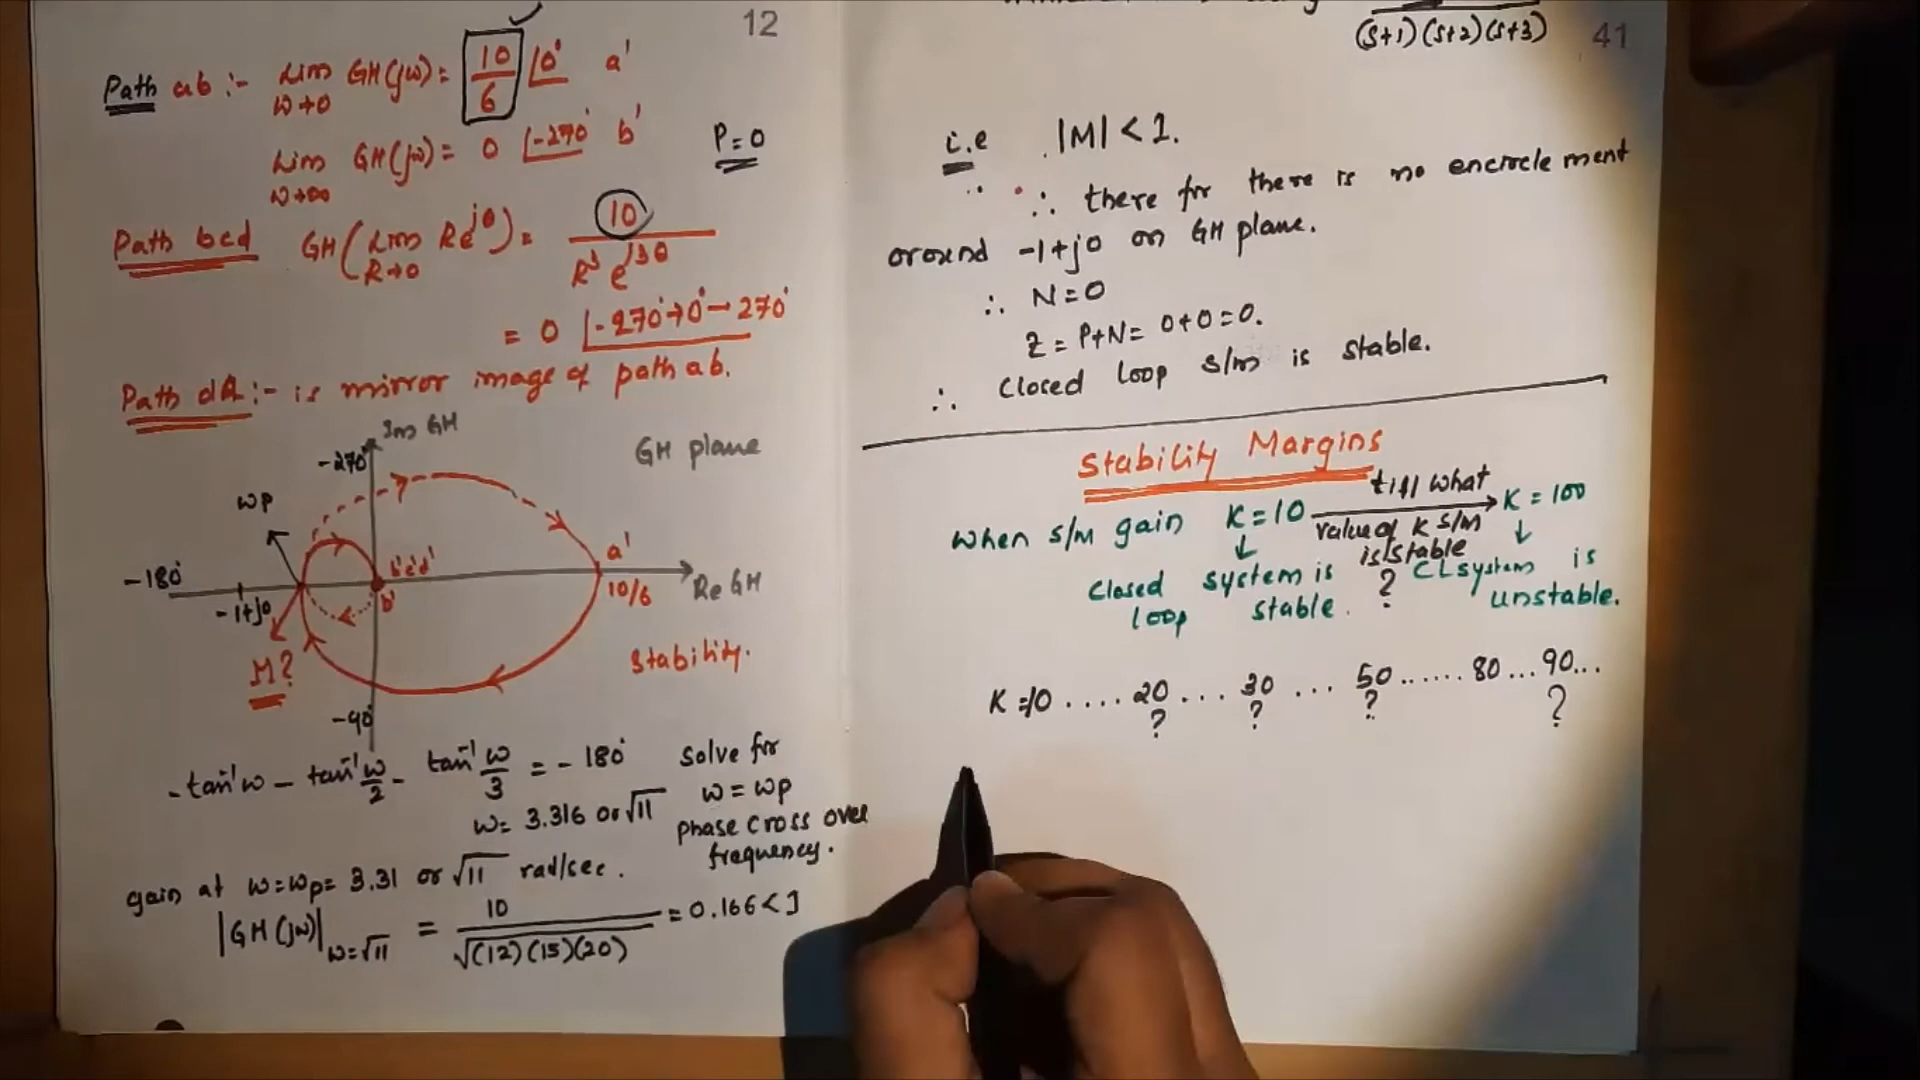 12
Path ab :- Lim ω→0 GH(jω) = 10/6 ∠0° a'
Lim ω→∞ GH(jω) = 0 ∠-270° b'
P=0
Path bcd GH(Lim R→0 Re^jθ) = 10 / R³ e^j3θ
= 0 ∠-270°→0°→270°
Path da :- is mirror image of path ab.
Im GH
-270°
GH plane
ωp
a'
-180°
b'c'd'
-1+j0
b'
10/6
Re GH
M?
Stability.
-90°
-tan⁻¹ω - tan⁻¹ω/2 - tan⁻¹ω/3 = -180° solve for
ω = 3.316 or √11 ω = ωp
phase cross over
frequency.
gain at ω=ωp= 3.31 or √11 rad/sec.
|GH(jω)|ω=√11 = 10/√(12)(15)(20) = 0.166<1
(s+1)(s+2)(s+3) 41
i.e |M| < 1.
∴ there for there is no encirclement
around -1+j0 on GH plane.
∴ N=0
Z = P+N= 0+0=0.
∴ Closed loop s/m is stable.
Stability Margins
till what
when s/m gain K=10 → K = 100
value of K s/m
is stable
?
Closed system is
loop stable.
CL system is
unstable.
K=10 .... 20 ... 30 ... 50 ...... 80 ... 90...
? ? ? ?